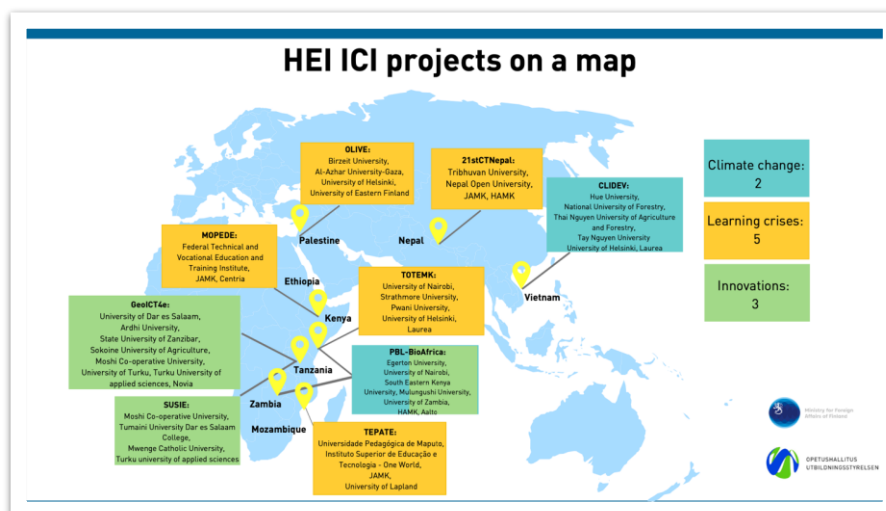 HEI ICI projects on a map
OLIVE:
Birzeit University,
Al-Azhar University-Gaza,
University of Helsinki,
University of Eastern Finland
21stCTNepal:
Tribhuvan University,
Nepal Open University,
JAMK, HAMK
CLIDEV:
Hue University,
National University of Forestry,
Thai Nguyen University of Agriculture
and Forestry,
Tay Nguyen University
University of Helsinki, Laurea
Climate change:
2
Learning crises:
5
Innovations:
3
Palestine
Nepal
Vietnam
MOPEDE:
Federal Technical and
Vocational Education and
Training Institute,
JAMK, Centria
Ethiopia
Kenya
TOTEMK:
University of Nairobi,
Strathmore University,
Pwani University,
University of Helsinki,
Laurea
GeoICT4e:
University of Dar es Salaam,
Ardhi University,
State University of Zanzibar,
Sokoine University of Agriculture,
Moshi Co-operative University,
University of Turku, Turku University of
applied sciences, Novia
Tanzania
PBL-BioAfrica:
Egerton University,
University of Nairobi,
South Eastern Kenya
University, Mulungushi University,
University of Zambia,
HAMK, Aalto
Zambia
Mozambique
SUSIE:
Moshi Co-operative University,
Tumaini University Dar es Salaam
College,
Mwenge Catholic University,
Turku university of applied sciences
TEPATE:
Universidade Pedagógica de Maputo,
Instituto Superior de Educação e
Tecnologia - One World,
JAMK,
University of Lapland
Ministry for Foreign
Affairs of Finland
OPETUSHALLITUS
UTBILDNINGSSTYRELSEN